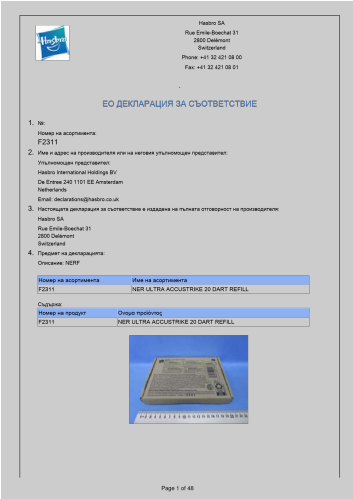 Hasbro
Hasbro SA
Rue Emile-Boechat 31
2800 Delémont
Switzerland
Phone: +41 32 421 08 00
Fax: +41 32 421 08 01
ЕО ДЕКЛАРАЦИЯ ЗА СЪОТВЕТСТВИЕ
1. №:
Номер на асортимента:
F2311
2. Име и адрес на производителя или на неговия упълномощен представител:
Упълномощен представител:
Hasbro International Holdings BV
De Entree 240 1101 EE Amsterdam
Netherlands
Email: declarations@hasbro.co.uk
3. Настоящата декларация за съответствие е издадена на пълната отговорност на производителя:
Hasbro SA
Rue Emile-Boechat 31
2800 Delémont
Switzerland
4. Предмет на декларацията:
Описание: NERF
Номер на асортимента Име на асортимента
F2311 NER ULTRA ACCUSTRIKE 20 DART REFILL
Съдържа:
Номер на продукт Όνομα προϊόντος
F2311 NER ULTRA ACCUSTRIKE 20 DART REFILL
Page 1 of 48